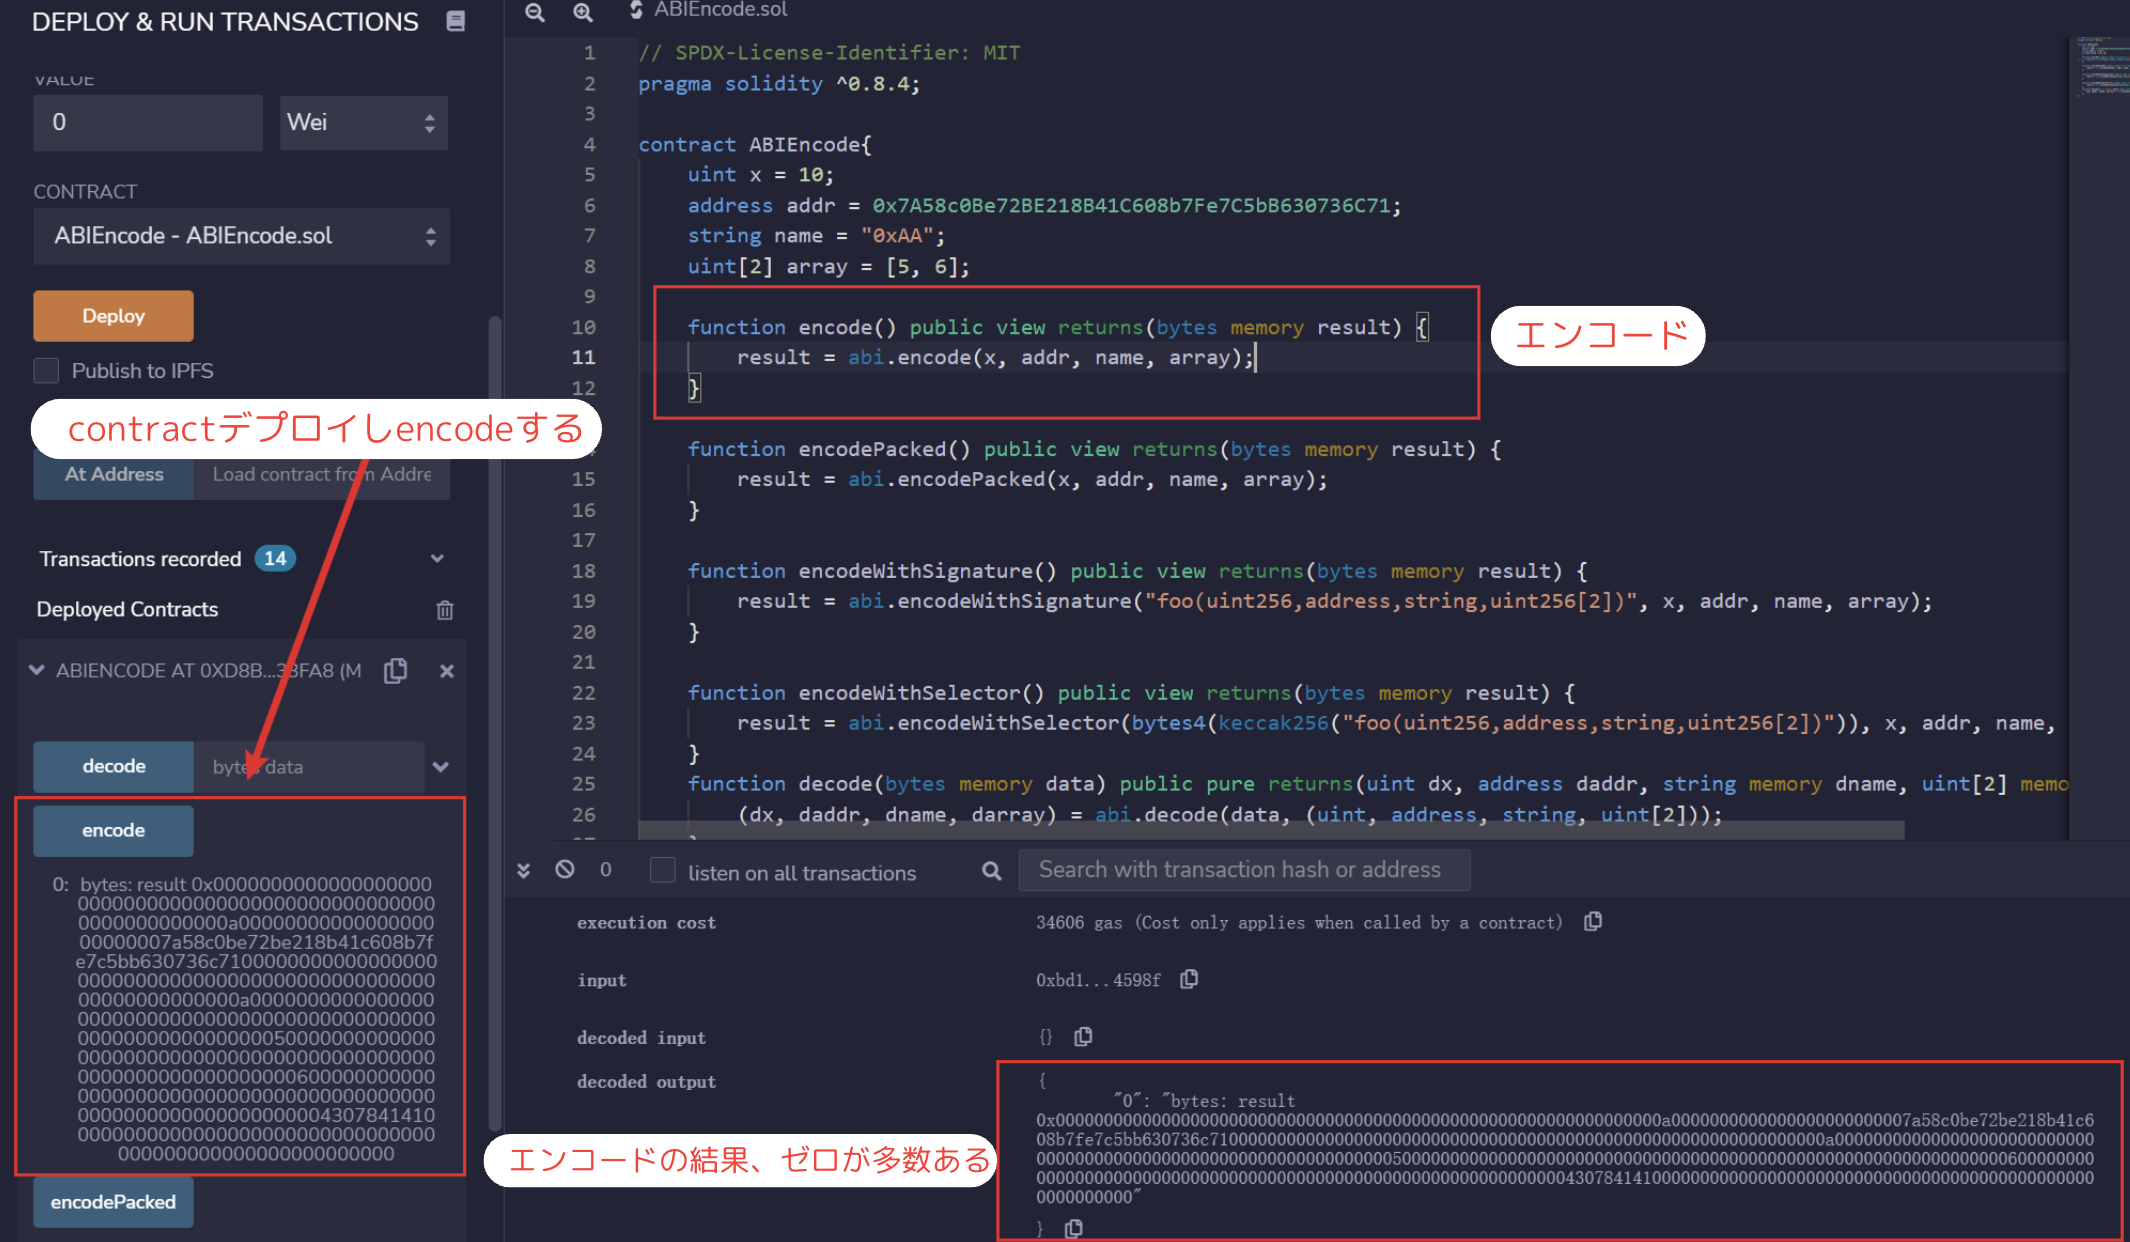 DEPLOY & RUN TRANSACTIONS
VALUE
0
Wei
CONTRACT
ABIEncode - ABIEncode.sol
Deploy
Publish to IPFS
contractデプロイしencodeする
At Address
Load contract from Addre
Transactions recorded 14
Deployed Contracts
ABIENCODE AT 0XD8B...33FA8 (M
decode
bytes data
encode
0: bytes: result 0x0000000000000000000
encodePacked
ABIEncode.sol
1 // SPDX-License-Identifier: MIT
2 pragma solidity ^0.8.4;
3
4 contract ABIEncode{
5 uint x = 10;
6 address addr = 0x7A58c0Be72BE218B41C608b7Fe7C5bB630736C71;
7 string name = "0xAA";
8 uint[2] array = [5, 6];
9
10 function encode() public view returns(bytes memory result) {
11 result = abi.encode(x, addr, name, array);
12 }
エンコード
function encodePacked() public view returns(bytes memory result) {
15 result = abi.encodePacked(x, addr, name, array);
16 }
17
18 function encodeWithSignature() public view returns(bytes memory result) {
19 result = abi.encodeWithSignature("foo(uint256,address,string,uint256[2])", x, addr, name, array);
20 }
21
22 function encodeWithSelector() public view returns(bytes memory result) {
23 result = abi.encodeWithSelector(bytes4(keccak256("foo(uint256,address,string,uint256[2])")), x, addr, name,
24 }
25 function decode(bytes memory data) public pure returns(uint dx, address daddr, string memory dname, uint[2] memo
26 (dx, daddr, dname, darray) = abi.decode(data, (uint, address, string, uint[2]));
0
listen on all transactions
Search with transaction hash or address
execution cost 34606 gas (Cost only applies when called by a contract)
input 0xbd1...4598f
decoded input {}
decoded output {
"0": "bytes: result
}
エンコードの結果、ゼロが多数ある